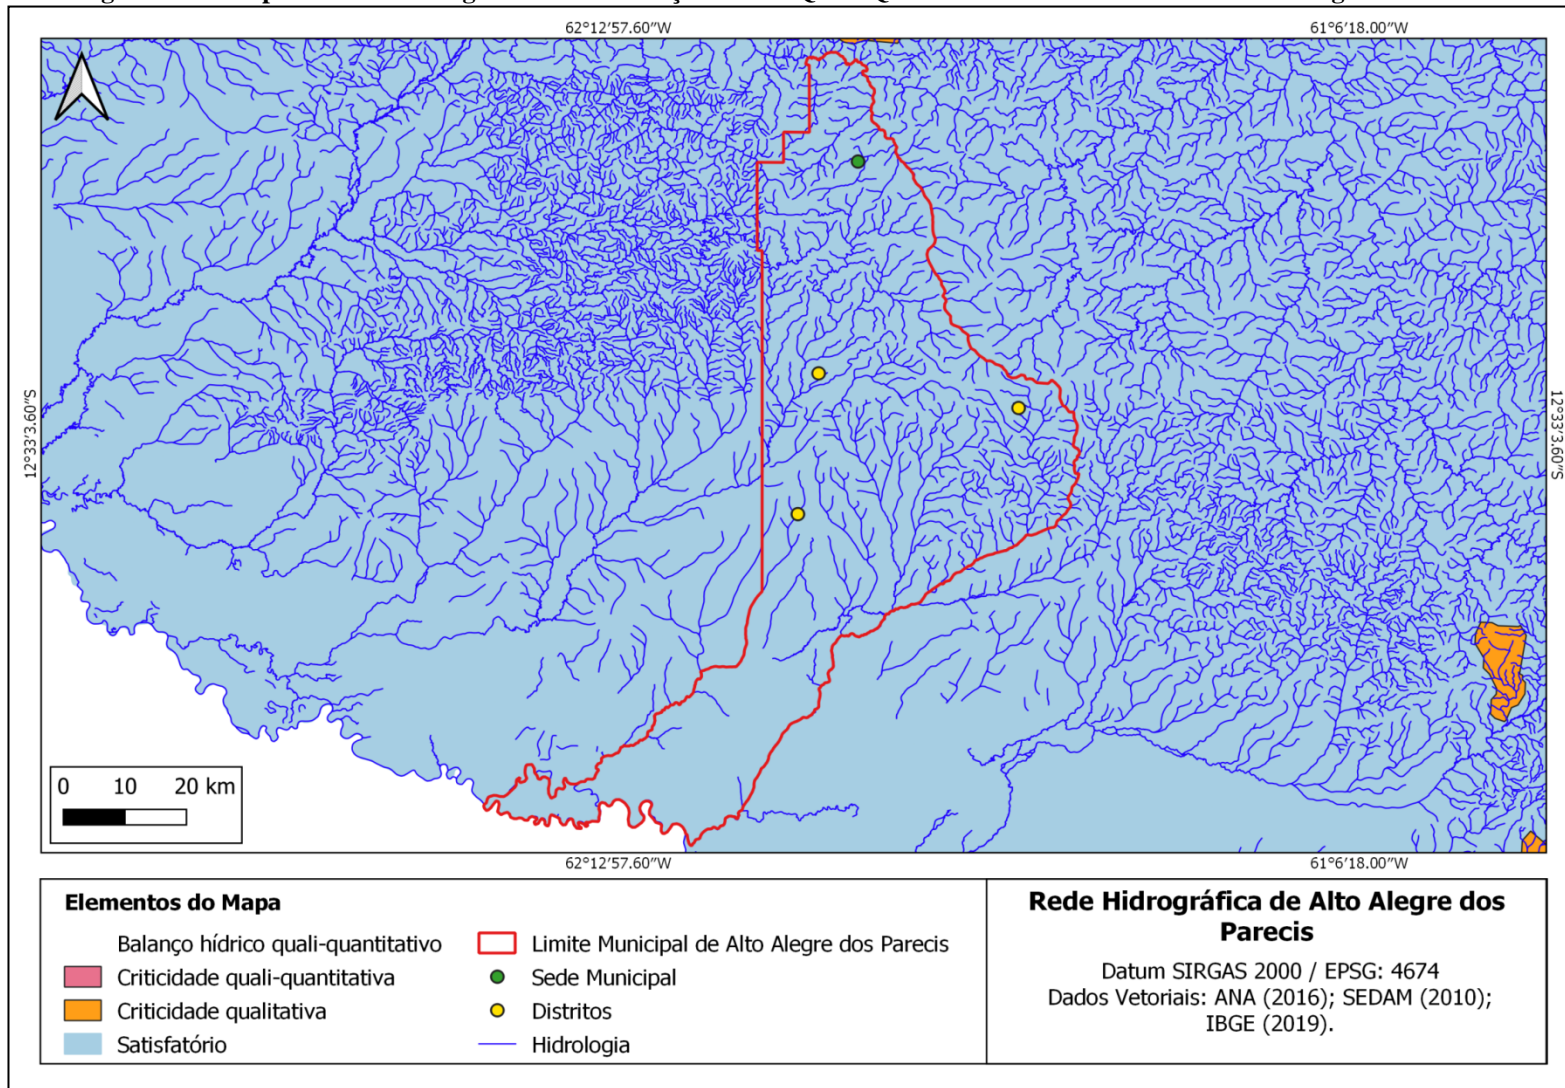 62°12′57.60″W 61°6′18.00″W
12°33′3.60″S
12°33′3.60″S
0 10 20 km
62°12′57.60″W 61°6′18.00″W
Elementos do Mapa
Balanço hídrico quali-quantitativo
Criticidade quali-quantitativa
Criticidade qualitativa
Satisfatório
Limite Municipal de Alto Alegre dos Parecis
Sede Municipal
Distritos
Hidrologia
Rede Hidrográfica de Alto Alegre dos
Parecis
Datum SIRGAS 2000 / EPSG: 4674
Dados Vetoriais: ANA (2016); SEDAM (2010);
IBGE (2019).